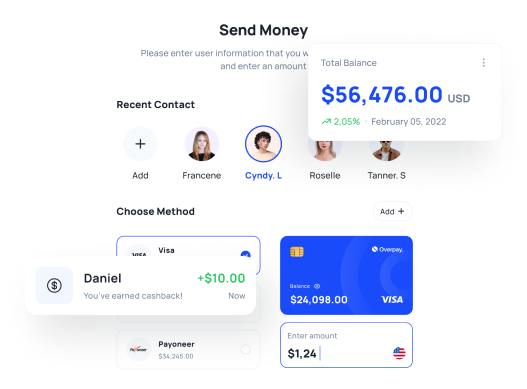 Send Money
Please enter user information that you w
and enter an amount
Total Balance
$56,476.00 USD
2,05% · February 05, 2022
Recent Contact
Add
Francene
Cyndy. L
Roselle
Tanner. S
Choose Method
Add +
VISA
Visa
Daniel
+$10.00
You've earned cashback!
Now
Payoneer
Payoneer
$34,245.00
Overpay.
Balance
$24,098.00
VISA
Enter amount
$1,24